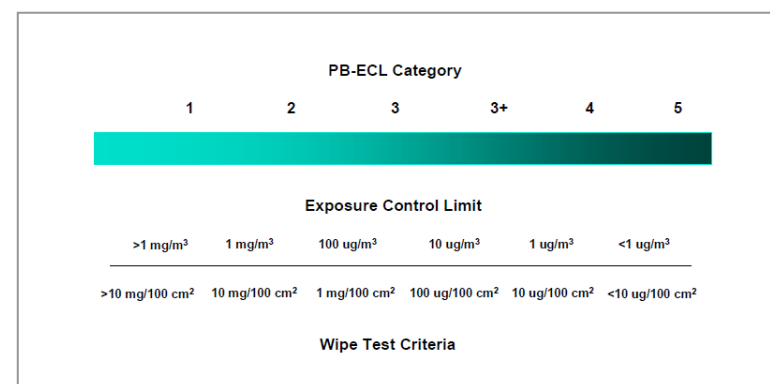 PB-ECL Category
1 2 3 3+ 4 5
Exposure Control Limit
>1 mg/m³ 1 mg/m³ 100 ug/m³ 10 ug/m³ 1 ug/m³ <1 ug/m³
>10 mg/100 cm² 10 mg/100 cm² 1 mg/100 cm² 100 ug/100 cm² 10 ug/100 cm² <10 ug/100 cm²
Wipe Test Criteria